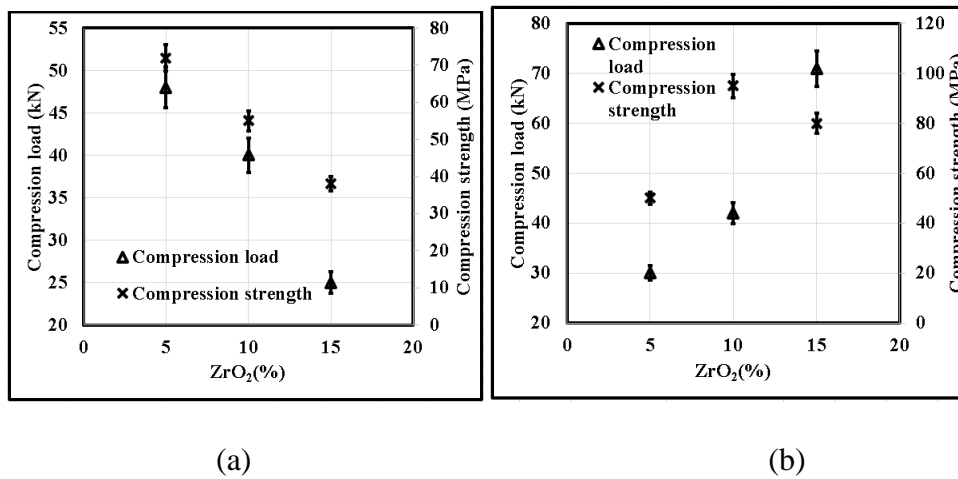 55
50
45
40
35
30
25
20
Compression load (kN)
80
70
60
50
40
30
20
10
0
Compression strength (MPa)
Compression load
Compression strength
0 5 10 15 20
ZrO₂(%)
(a)
80
70
60
50
40
30
20
Compression load (kN)
120
100
80
60
40
20
0
Compression strength (MPa)
Compression
load
Compression
strength
0 5 10 15 20
ZrO₂(%)
(b)